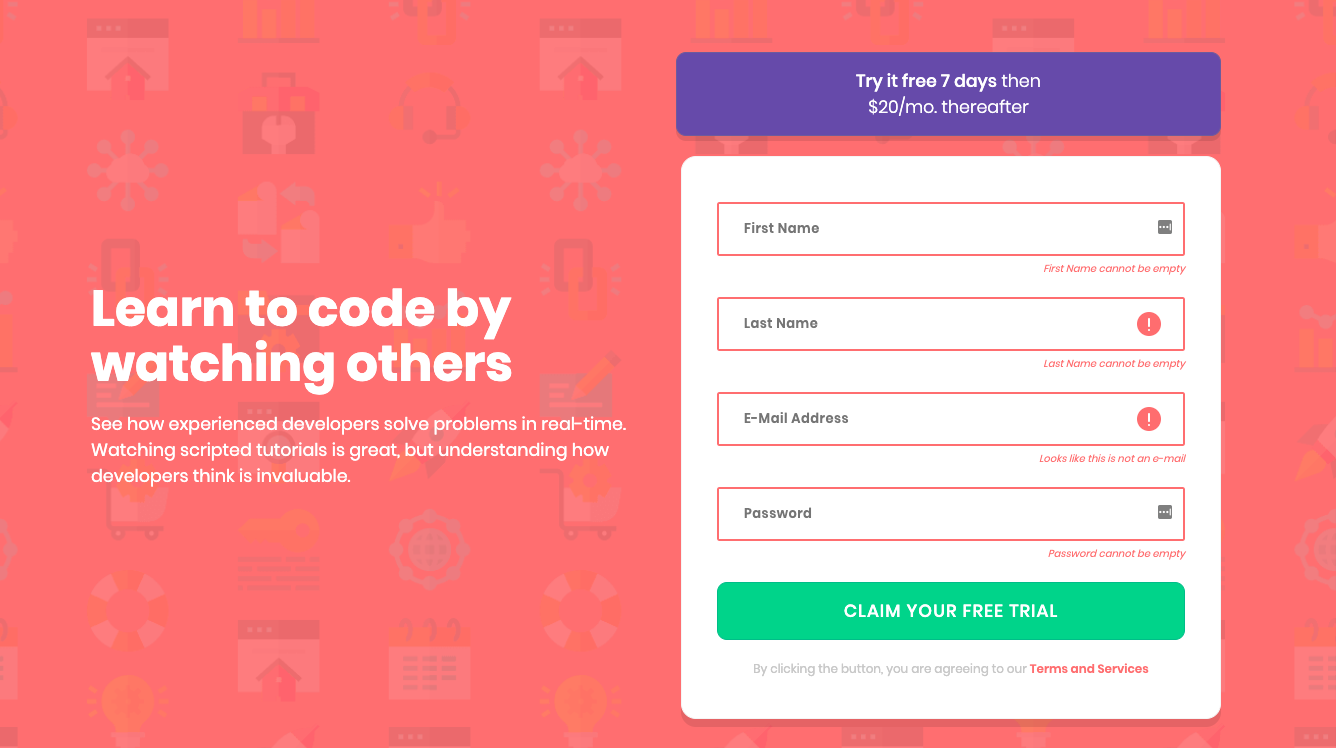 Learn to code by
watching others
See how experienced developers solve problems in real-time.
Watching scripted tutorials is great, but understanding how
developers think is invaluable.
Try it free 7 days then
$20/mo. thereafter
First Name
First Name cannot be empty
Last Name
Last Name cannot be empty
E-Mail Address
Looks like this is not an e-mail
Password
Password cannot be empty
CLAIM YOUR FREE TRIAL
By clicking the button, you are agreeing to our Terms and Services